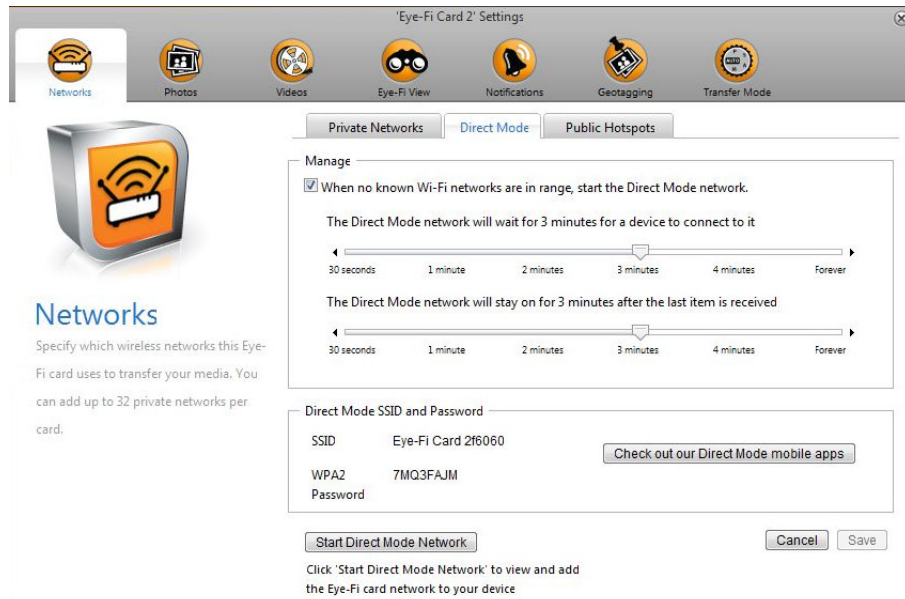 'Eye-Fi Card 2' Settings
Networks Photos Videos Eye-Fi View Notifications Geotagging Transfer Mode
Private Networks Direct Mode Public Hotspots
Manage
When no known Wi-Fi networks are in range, start the Direct Mode network.
The Direct Mode network will wait for 3 minutes for a device to connect to it
30 seconds 1 minute 2 minutes 3 minutes 4 minutes Forever
The Direct Mode network will stay on for 3 minutes after the last item is received
30 seconds 1 minute 2 minutes 3 minutes 4 minutes Forever
Networks
Specify which wireless networks this Eye-
Fi card uses to transfer your media. You
can add up to 32 private networks per
card.
Direct Mode SSID and Password
SSID Eye-Fi Card 2f6060
Check out our Direct Mode mobile apps
WPA2 7MQ3FAJM
Password
Start Direct Mode Network
Cancel Save
Click 'Start Direct Mode Network' to view and add
the Eye-Fi card network to your device